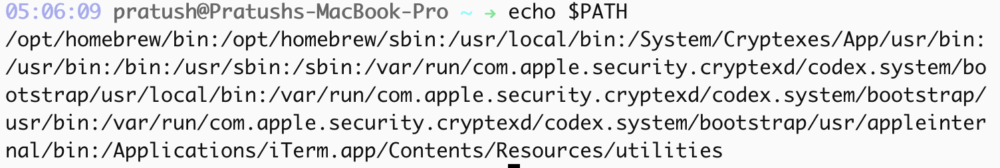 05:06:09 pratush@Pratushs-MacBook-Pro ~ → echo $PATH
/opt/homebrew/bin:/opt/homebrew/sbin:/usr/local/bin:/System/Cryptexes/App/usr/bin:
/usr/bin:/bin:/usr/sbin:/sbin:/var/run/com.apple.security.cryptexd/codex.system/bo
otstrap/usr/local/bin:/var/run/com.apple.security.cryptexd/codex.system/bootstrap/
usr/bin:/var/run/com.apple.security.cryptexd/codex.system/bootstrap/usr/appleinter
nal/bin:/Applications/iTerm.app/Contents/Resources/utilities